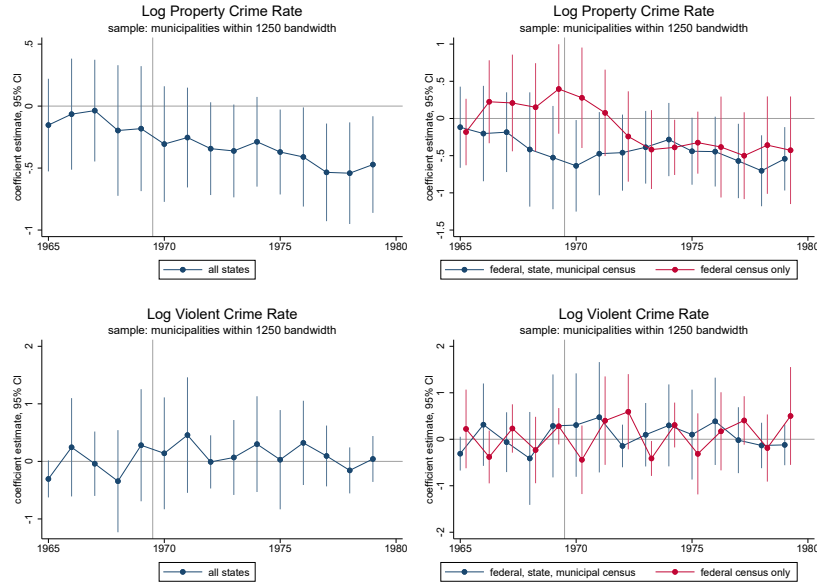 Log Property Crime Rate
sample: municipalities within 1250 bandwidth
coefficient estimate, 95% CI
.5
0
-.5
-1
1965 1970 1975 1980
all states
Log Property Crime Rate
sample: municipalities within 1250 bandwidth
coefficient estimate, 95% CI
1
.5
0
-.5
-1
-1.5
1965 1970 1975 1980
federal, state, municipal census federal census only
Log Violent Crime Rate
sample: municipalities within 1250 bandwidth
coefficient estimate, 95% CI
2
1
0
-1
1965 1970 1975 1980
all states
Log Violent Crime Rate
sample: municipalities within 1250 bandwidth
coefficient estimate, 95% CI
2
1
0
-1
-2
1965 1970 1975 1980
federal, state, municipal census federal census only